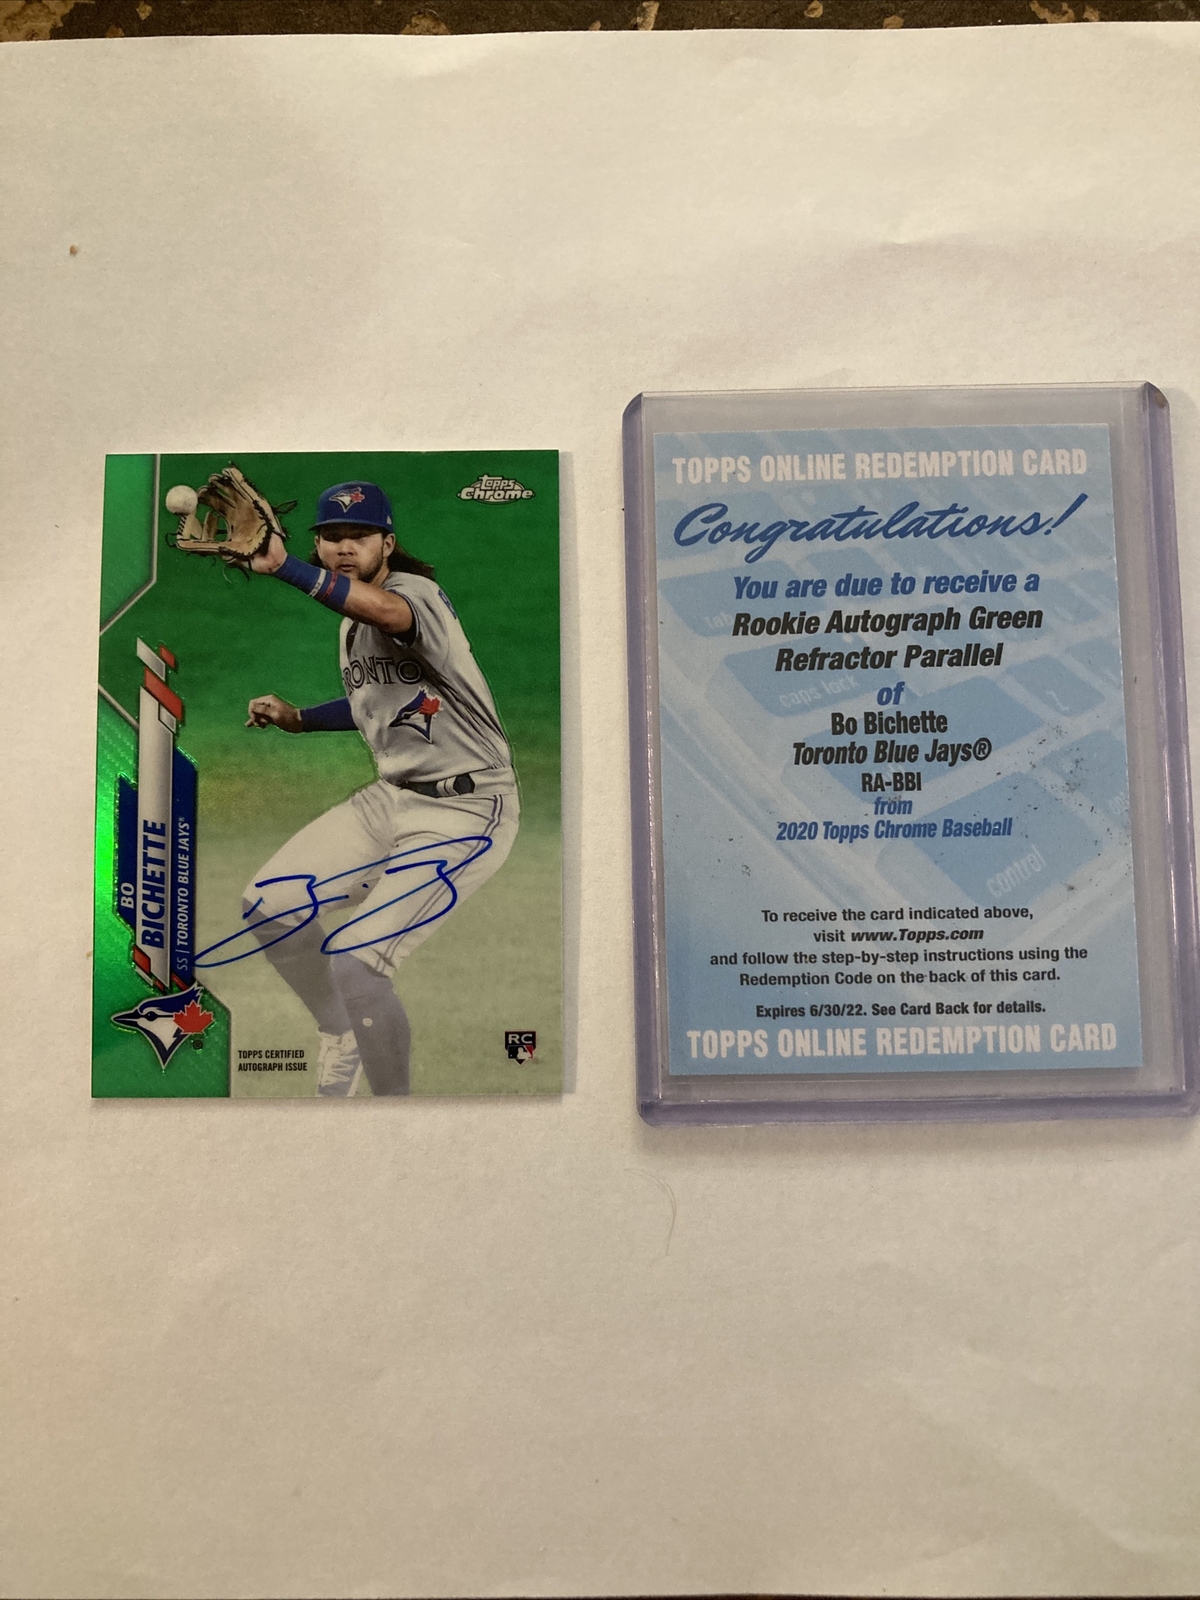 Topps
Chrome
TORONTO
BO
BICHETTE
SS | TORONTO BLUE JAYS®
TOPPS CERTIFIED
AUTOGRAPH ISSUE
RC
TOPPS ONLINE REDEMPTION CARD
Congratulations!
You are due to receive a
Rookie Autograph Green
Refractor Parallel
of
Bo Bichette
Toronto Blue Jays®
RA-BBI
from
2020 Topps Chrome Baseball
To receive the card indicated above,
visit www.Topps.com
and follow the step-by-step instructions using the
Redemption Code on the back of this card.
Expires 6/30/22. See Card Back for details.
TOPPS ONLINE REDEMPTION CARD
tab
caps lock
Z
control